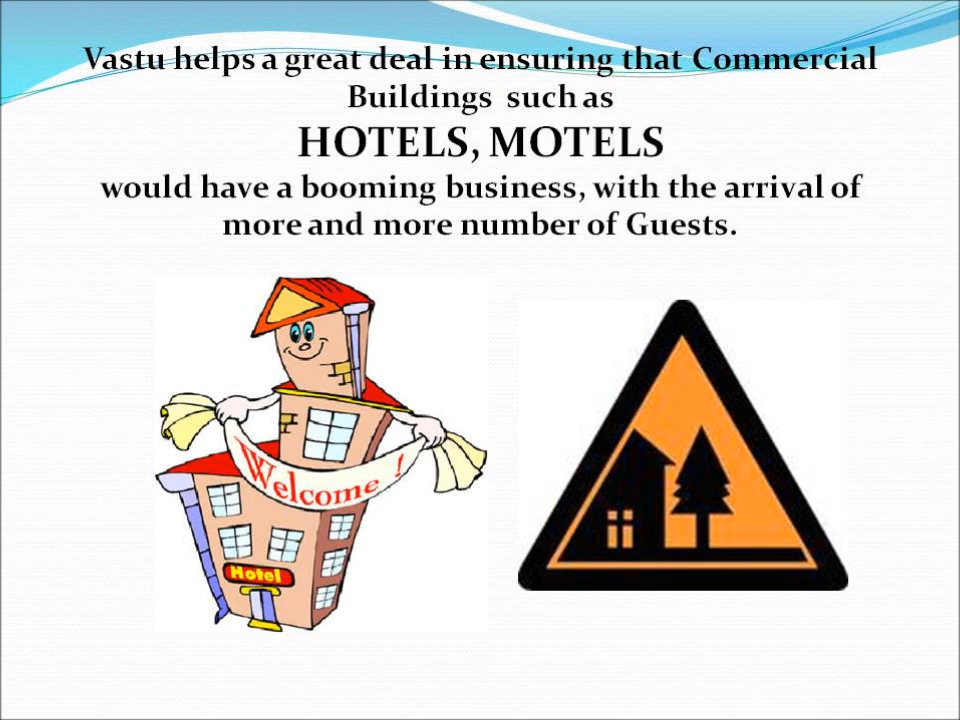 Vastu helps a great deal in ensuring that Commercial
Buildings such as
HOTELS, MOTELS
would have a booming business, with the arrival of
more and more number of Guests.
Welcome !
Hotel